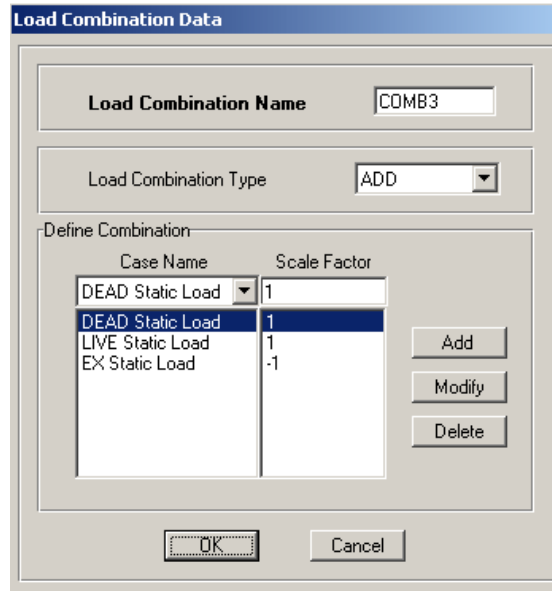 Load Combination Data
Load Combination Name COMB3
Load Combination Type ADD
Define Combination
Case Name Scale Factor
DEAD Static Load 1
DEAD Static Load 1
LIVE Static Load 1
EX Static Load -1
Add
Modify
Delete
OK Cancel